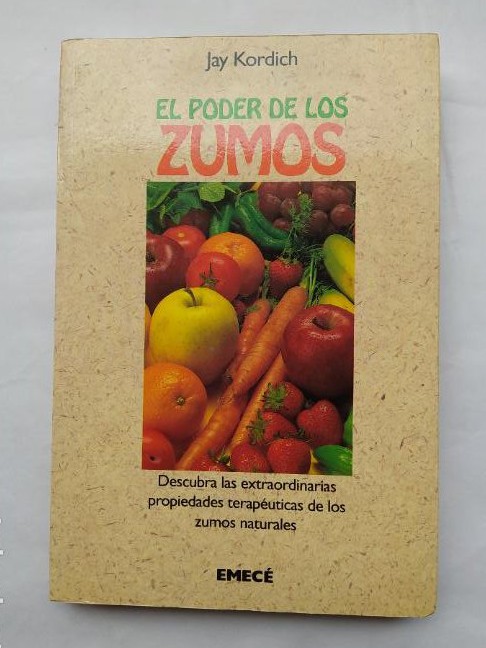 Jay Kordich
EL PODER DE LOS
ZUMOS
Descubra las extraordinarias
propiedades terapéuticas de los
zumos naturales
EMECÉ